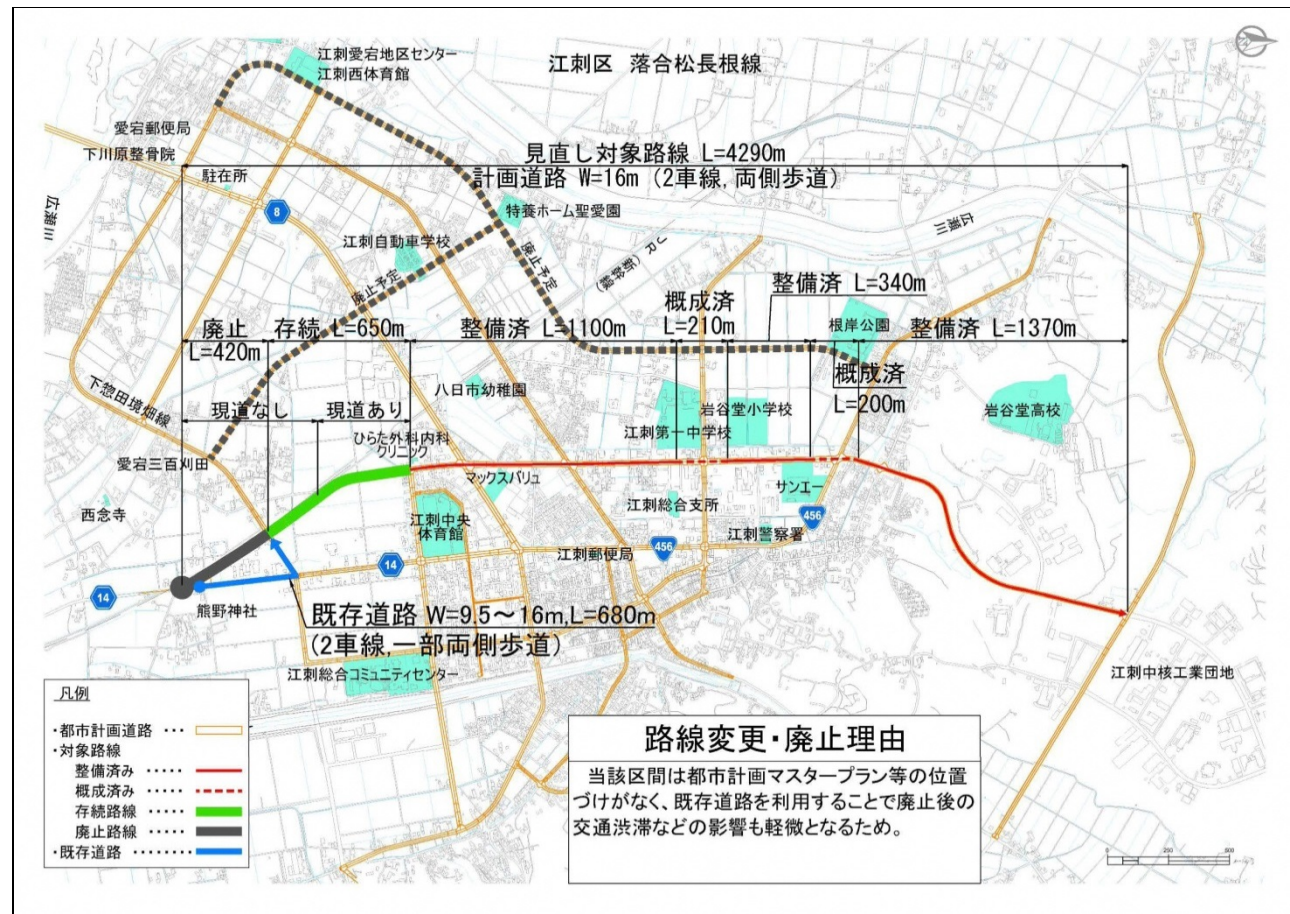 江刺愛宕地区センター
江刺西体育館
江刺区 落合松長根線
愛宕郵便局
下川原整骨院
駐在所
見直し対象路線 L=4290m
計画道路 W=16m (2車線,両側歩道)
広瀬川
8
特養ホーム聖愛園
江刺自動車学校
廃止予定
廃止予定
JR(新幹線)
広瀬川
廃止
L=420m
存続 L=650m
整備済 L=1100m
概成済
L=210m
整備済 L=340m
根岸公園
整備済 L=1370m
概成済
L=200m
下惣田境畑線
現道なし
現道あり
八日市幼稚園
岩谷堂小学校
江刺第一中学校
岩谷堂高校
ひらた外科内科
クリニック
愛宕三百刈田
マックスバリュ
サンエー
西念寺
江刺中央
体育館
江刺総合支所
456
江刺警察署
江刺郵便局
456
14
14
熊野神社
既存道路 W=9.5～16m,L=680m
(2車線,一部両側歩道)
江刺総合コミュニティセンター
江刺中核工業団地
凡例
・都市計画道路 ・・・
・対象路線
整備済み ・・・・・
概成済み ・・・・・
存続路線 ・・・・・
廃止路線 ・・・・・
・既存道路 ・・・・・・・・
路線変更・廃止理由
当該区間は都市計画マスタープラン等の位置
づけがなく、既存道路を利用することで廃止後の
交通渋滞などの影響も軽微となるため。
0 250 500